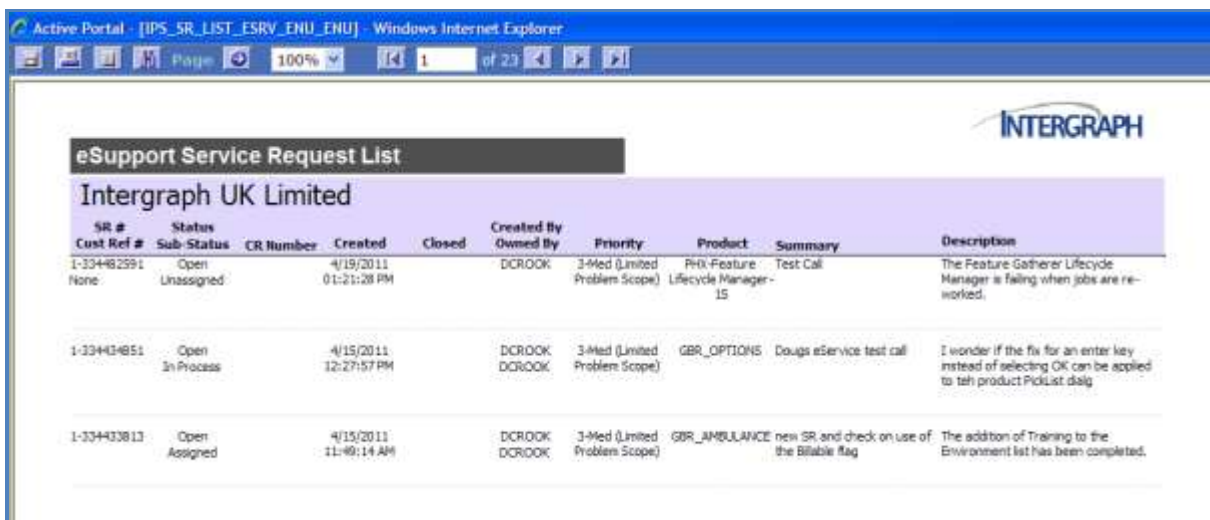 Active Portal - [IPS_SR_LIST_ESRV_ENU_ENU] - Windows Internet Explorer
Page 100% 1 of 23
INTERGRAPH
eSupport Service Request List
Intergraph UK Limited
SR # Status Created By
Cust Ref # Sub-Status CR Number Created Closed Owned By Priority Product Summary Description
1-334482591 Open 4/19/2011 DCROOK 3-Med (Limited PHX-Feature Test Call The Feature Gatherer Lifecycle
None Unassigned 01:21:28 PM Problem Scope) Lifecycle Manager- Manager is failing when jobs are re-
15 worked.
1-334434851 Open 4/15/2011 DCROOK 3-Med (Limited GBR_OPTIONS Dougs eService test call I wonder if the fix for an enter key
In Process 12:27:57 PM DCROOK Problem Scope) instead of selecting OK can be applied
to teh product PickList dialg
1-334433813 Open 4/15/2011 DCROOK 3-Med (Limited GBR_AMBULANCE new SR and check on use of The addition of Training to the
Assigned 11:49:14 AM DCROOK Problem Scope) the Billable flag Environment list has been completed.